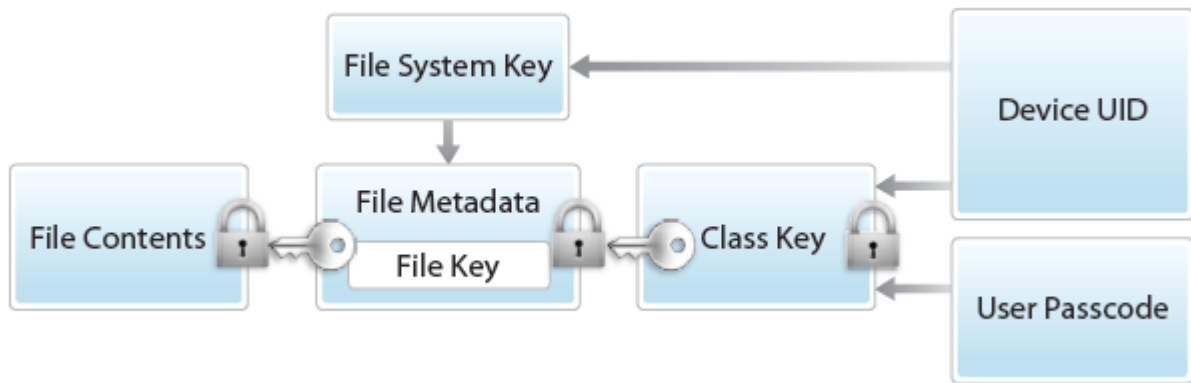 File System Key
Device UID
File Contents
File Metadata
File Key
Class Key
User Passcode